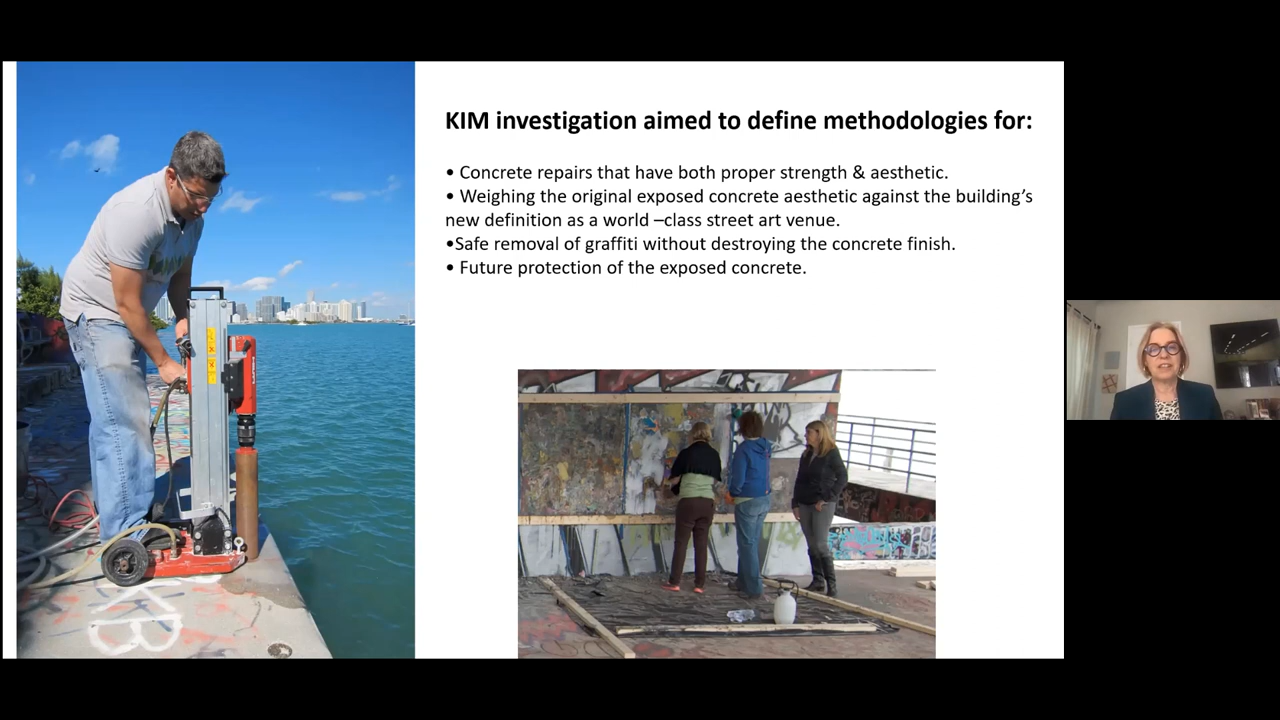 KIM investigation aimed to define methodologies for:
• Concrete repairs that have both proper strength & aesthetic.
• Weighing the original exposed concrete aesthetic against the building's
new definition as a world –class street art venue.
•Safe removal of graffiti without destroying the concrete finish.
• Future protection of the exposed concrete.
KB